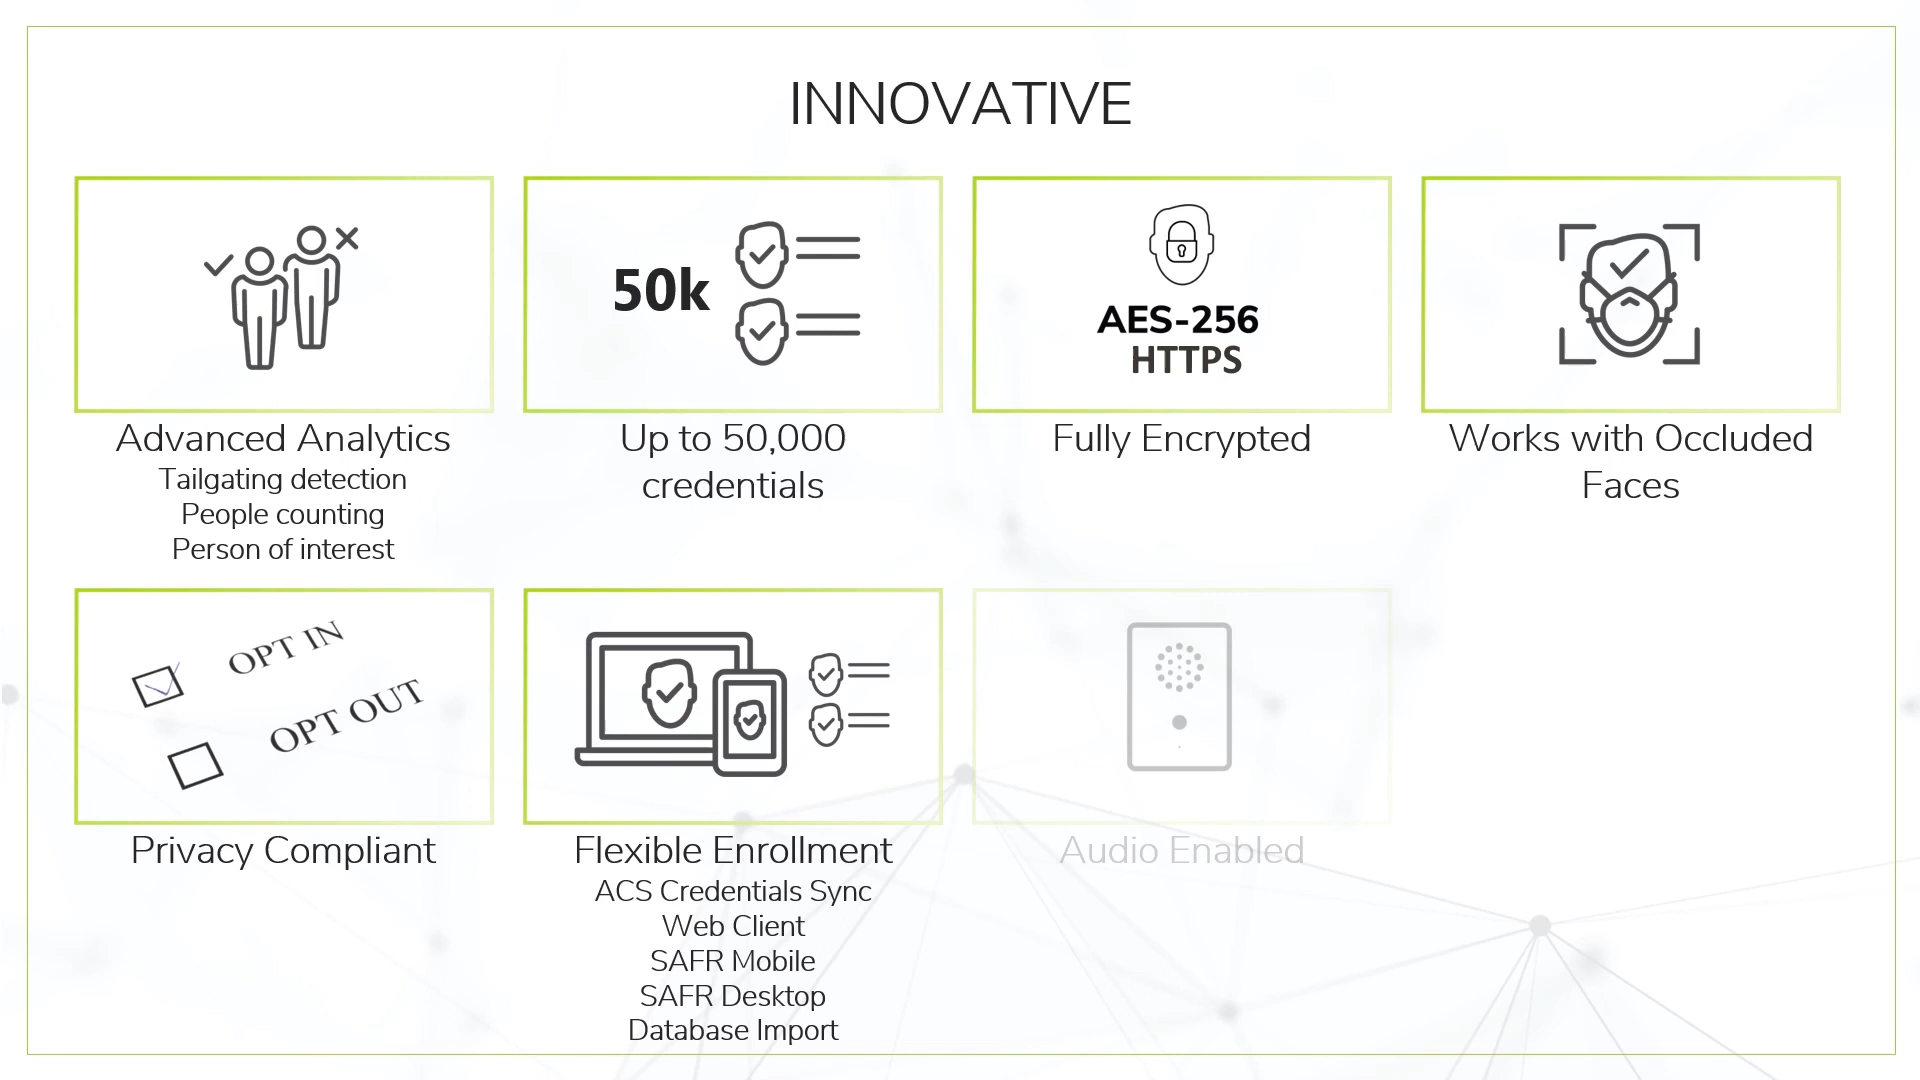 INNOVATIVE
50k
AES-256
HTTPS
Advanced Analytics
Tailgating detection
People counting
Person of interest
Up to 50,000
credentials
Fully Encrypted
Works with Occluded
Faces
OPT IN
OPT OUT
Privacy Compliant
Flexible Enrollment
ACS Credentials Sync
Web Client
SAFR Mobile
SAFR Desktop
Database Import
Audio Enabled